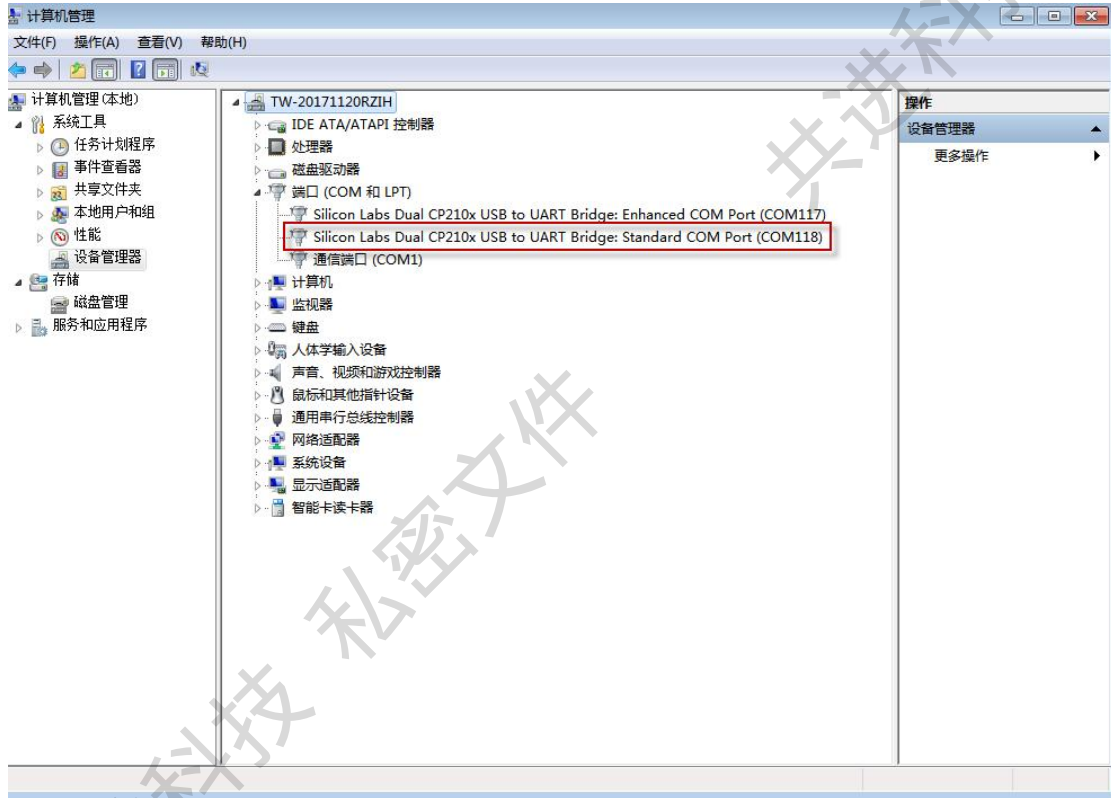 计算机管理
文件(F) 操作(A) 查看(V) 帮助(H)
计算机管理(本地)
系统工具
任务计划程序
事件查看器
共享文件夹
本地用户和组
性能
设备管理器
存储
磁盘管理
服务和应用程序
TW-20171120RZIH
IDE ATA/ATAPI 控制器
处理器
磁盘驱动器
端口 (COM 和 LPT)
Silicon Labs Dual CP210x USB to UART Bridge: Enhanced COM Port (COM117)
Silicon Labs Dual CP210x USB to UART Bridge: Standard COM Port (COM118)
通信端口 (COM1)
计算机
监视器
键盘
人体学输入设备
声音、视频和游戏控制器
鼠标和其他指针设备
通用串行总线控制器
网络适配器
系统设备
显示适配器
智能卡读卡器
操作
设备管理器
更多操作
共进科
科技 私密文件